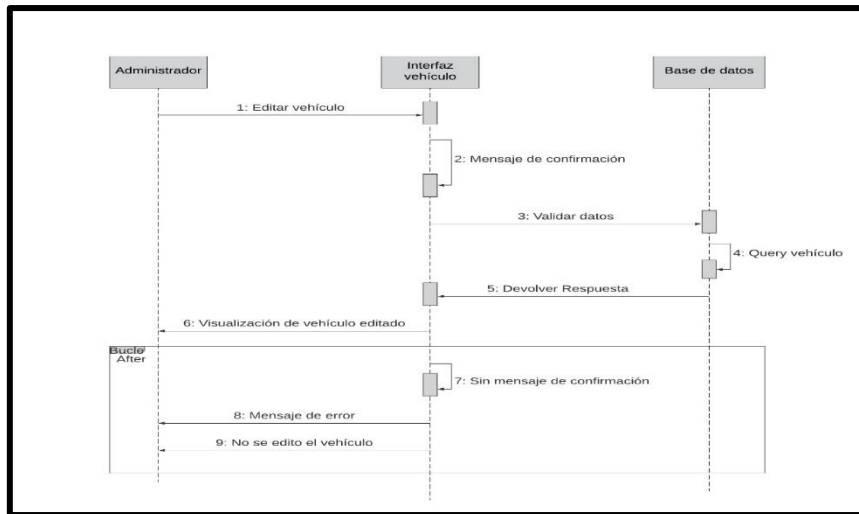 Administrador
Interfaz
vehículo
Base de datos
1: Editar vehículo
2: Mensaje de confirmación
3: Validar datos
4: Query vehículo
5: Devolver Respuesta
6: Visualización de vehículo editado
Bucle
After
7: Sin mensaje de confirmación
8: Mensaje de error
9: No se edito el vehículo